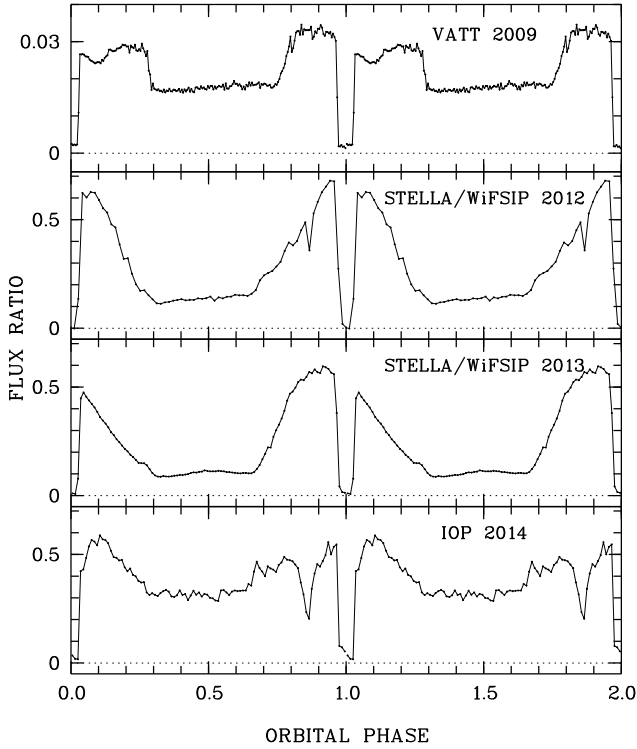 VATT 2009
0.03
0
STELLA/WiFSIP 2012
0.5
0
STELLA/WiFSIP 2013
0.5
0
IOP 2014
0.5
0
FLUX RATIO
0.0 0.5 1.0 1.5 2.0
ORBITAL PHASE